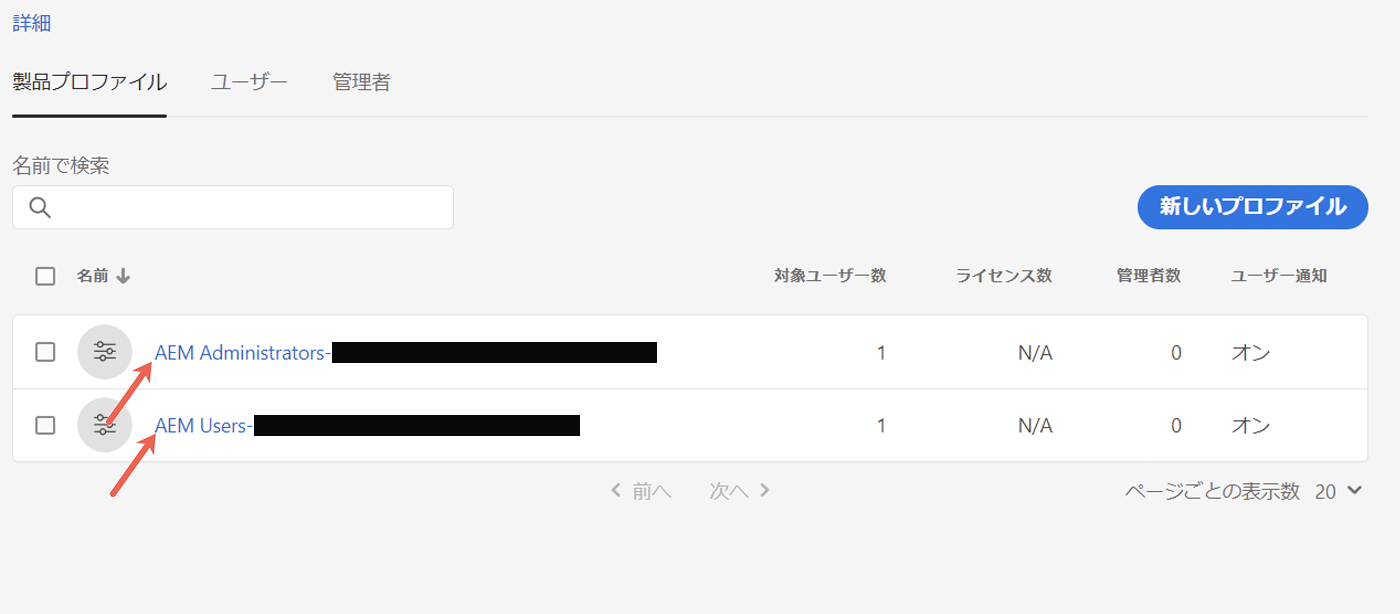 詳細
製品プロファイル ユーザー 管理者
名前で検索
新しいプロファイル
名前 対象ユーザー数 ライセンス数 管理者数 ユーザー通知
AEM Administrators- 1 N/A 0 オン
AEM Users- 1 N/A 0 オン
前へ 次へ ページごとの表示数 20